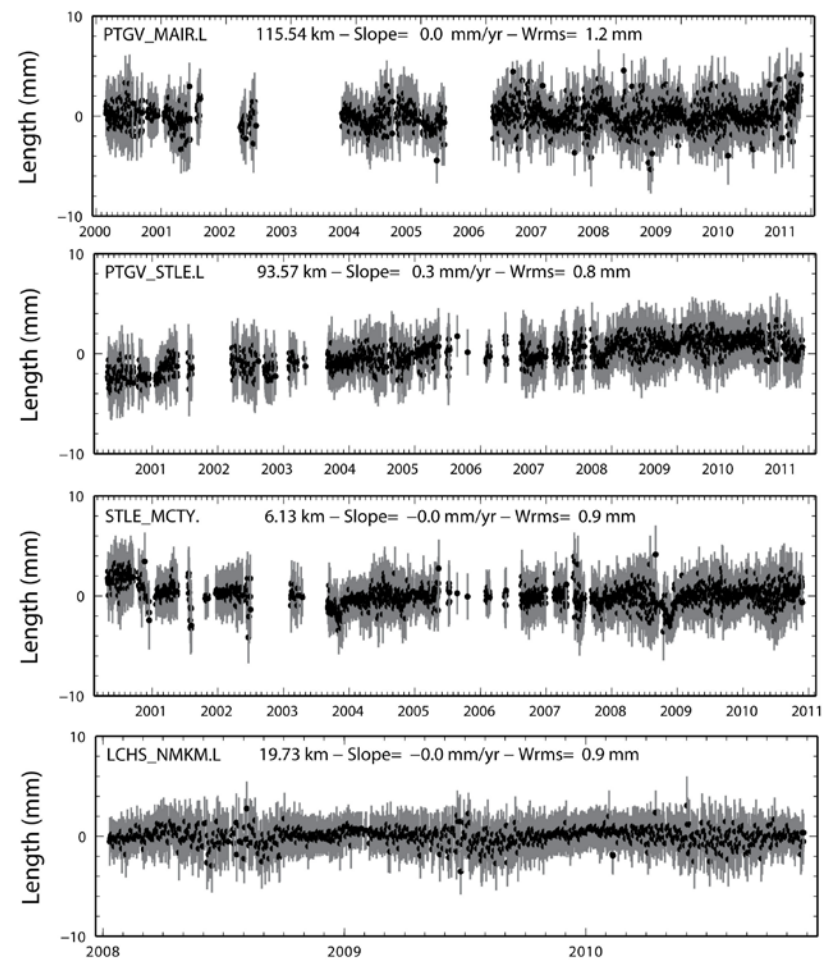 10
PTGV_MAIR.L 115.54 km – Slope= 0.0 mm/yr – Wrms= 1.2 mm
Length (mm)
0
−10
2000 2001 2002 2003 2004 2005 2006 2007 2008 2009 2010 2011
10
PTGV_STLE.L 93.57 km – Slope= 0.3 mm/yr – Wrms= 0.8 mm
Length (mm)
0
−10
2001 2002 2003 2004 2005 2006 2007 2008 2009 2010 2011
10
STLE_MCTY. 6.13 km – Slope= −0.0 mm/yr – Wrms= 0.9 mm
Length (mm)
0
−10
2001 2002 2003 2004 2005 2006 2007 2008 2009 2010 2011
10
LCHS_NMKM.L 19.73 km – Slope= −0.0 mm/yr – Wrms= 0.9 mm
Length (mm)
0
−10
2008 2009 2010